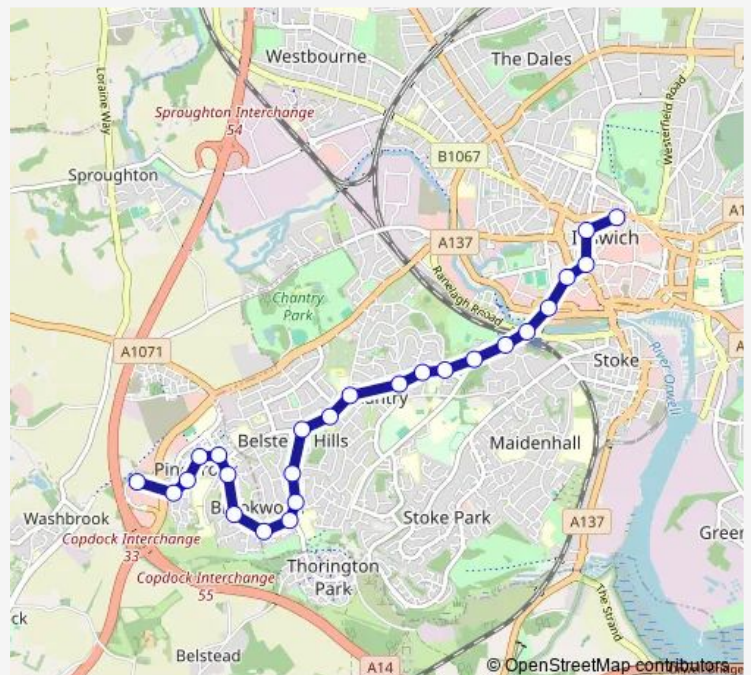 Westbourne
The Dales
Loraine Way
Sproughton Interchange
54
Westerfield Road
B1067
Sproughton
A137
Chantry
Park
Ranelagh Road
A1071
Stoke
River Orwell
Belste
Hills
Maidenhall
Washbrook
Stoke Park
A137
Copdock Interchange
33
Thorington
Park
Copdock Interchange
55
The Strand
Belstead
A14
© OpenStreetMap contributors